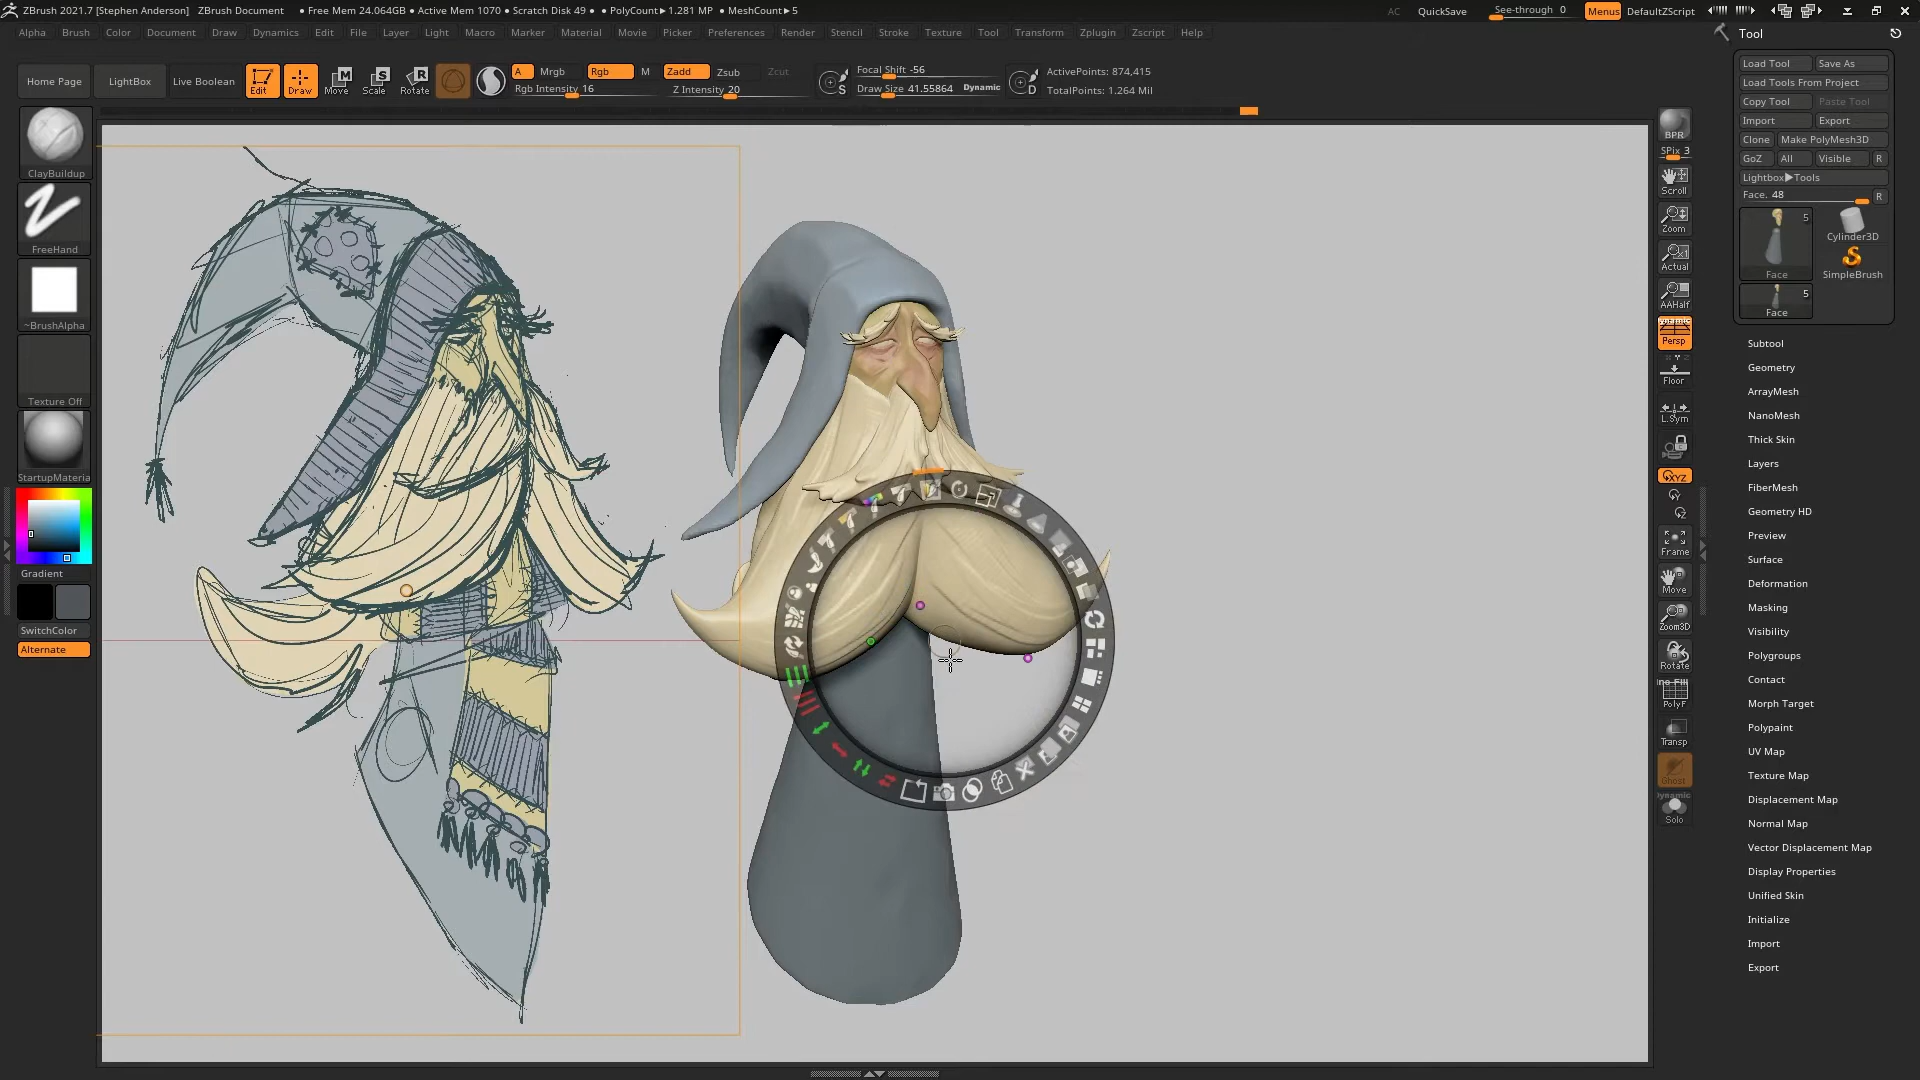 ZBrush 2021.7 [Stephen Anderson] ZBrush Document ● Free Mem 24.064GB ● Active Mem 1070 ● Scratch Disk 49 ● ● PolyCount▶1.281 MP ● MeshCount▶5 AC QuickSave See-through 0 Menus DefaultZScript
Alpha Brush Color Document Draw Dynamics Edit File Layer Light Macro Marker Material Movie Picker Preferences Render Stencil Stroke Texture Tool Transform Zplugin Zscript Help
Home Page LightBox Live Boolean Edit Draw Move Scale Rotate
A Mrgb Rgb M Zadd Zsub Zcut
Rgb Intensity 16 Z Intensity 20
Focal Shift -56
Draw Size 41.55864 Dynamic
ActivePoints: 874,415
TotalPoints: 1.264 Mil
ClayBuildup
FreeHand
~BrushAlpha
Texture Off
StartupMateria
Gradient
SwitchColor
Alternate
BPR
SPix 3
Scroll
Zoom
Actual
AAHalf
Dynamic
Persp
Floor
L.Sym
XYZ
Frame
Move
Zoom3D
Rotate
PolyF
Transp
Ghost
Dynamic
Solo
Tool
Load Tool Save As
Load Tools From Project
Copy Tool Paste Tool
Import Export
Clone Make PolyMesh3D
GoZ All Visible R
Lightbox▶Tools
Face. 48 R
5
Cylinder3D
Face SimpleBrush
5
Face
Subtool
Geometry
ArrayMesh
NanoMesh
Thick Skin
Layers
FiberMesh
Geometry HD
Preview
Surface
Deformation
Masking
Visibility
Polygroups
Contact
Morph Target
Polypaint
UV Map
Texture Map
Displacement Map
Normal Map
Vector Displacement Map
Display Properties
Unified Skin
Initialize
Import
Export